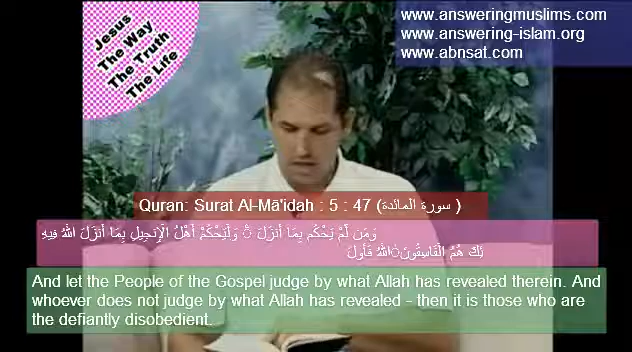 Jesus
The Way
The Truth
The Life
www.answeringmuslims.com
www.answering-islam.org
www.abnsat.com
Quran: Surat Al-Mā'idah : 5 : 47 (سورة المائدة )
وَمَن لَّمْ يَحْكُم بِمَا أَنزَلَ ۚ وَلْيَحْكُمْ أَهْلُ الْإِنجِيلِ بِمَا أَنزَلَ اللَّهُ فِيهِ
ئِكَ هُمُ الْفَاسِقُونَ اللَّهُ فَأُولَ
And let the People of the Gospel judge by what Allah has revealed therein. And
whoever does not judge by what Allah has revealed - then it is those who are
the defiantly disobedient.